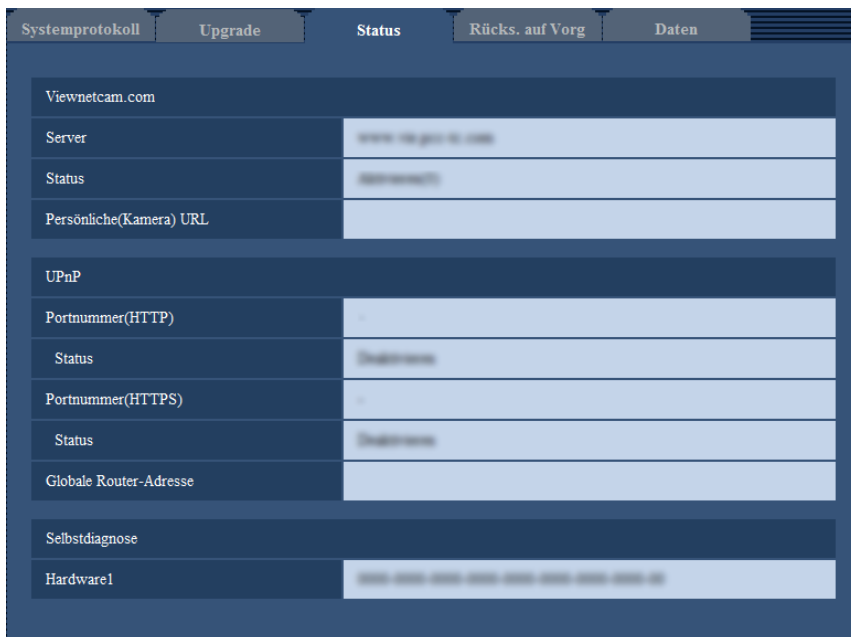 Systemprotokoll Upgrade Status Rücks. auf Vorg Daten
Viewnetcam.com
Server
Status
Persönliche(Kamera) URL
UPnP
Portnummer(HTTP)
Status
Portnummer(HTTPS)
Status
Globale Router-Adresse
Selbstdiagnose
Hardware1